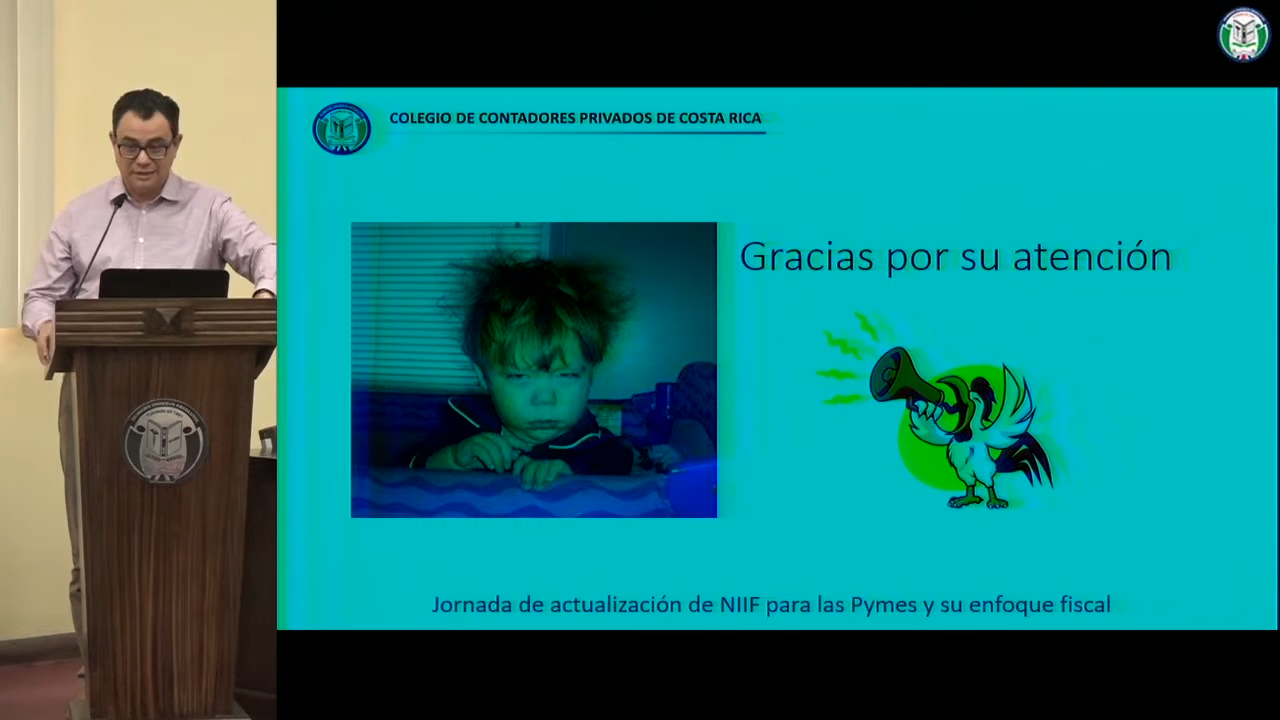 COLEGIO DE CONTADORES PRIVADOS DE COSTA RICA
Gracias por su atención
Jornada de actualización de NIIF para las Pymes y su enfoque fiscal